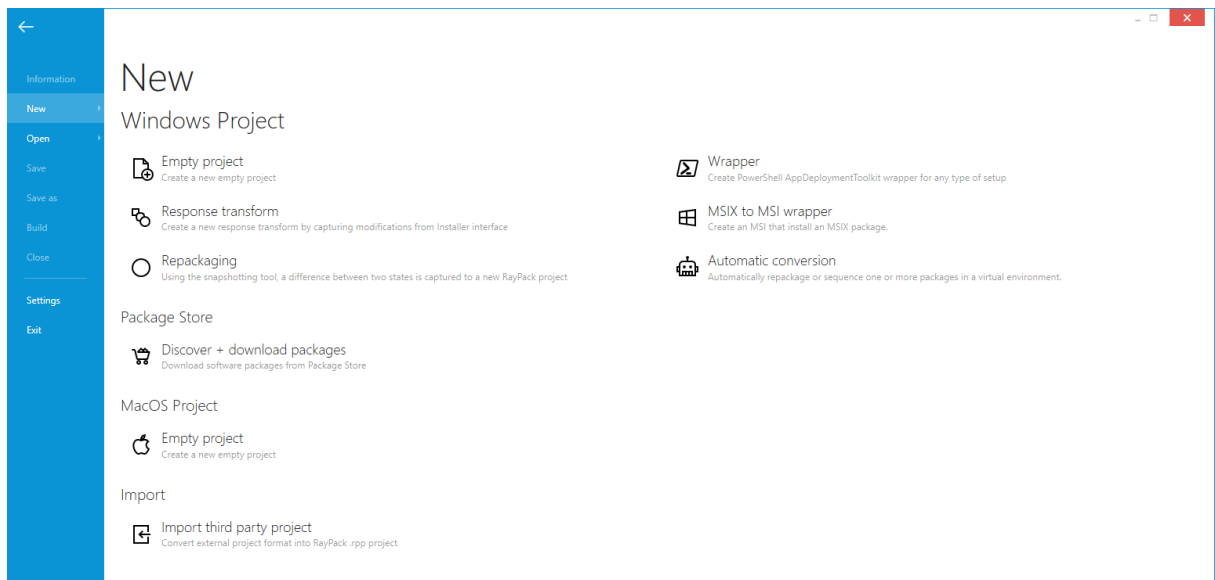 Information
New
Open
Save
Save as
Build
Close
Settings
Exit
New
Windows Project
Empty project
Create a new empty project
Response transform
Create a new response transform by capturing modifications from Installer interface
Repackaging
Using the snapshotting tool, a difference between two states is captured to a new RayPack project
Wrapper
Create PowerShell AppDeploymentToolkit wrapper for any type of setup
MSIX to MSI wrapper
Create an MSI that install an MSIX package.
Automatic conversion
Automatically repackage or sequence one or more packages in a virtual environment.
Package Store
Discover + download packages
Download software packages from Package Store
MacOS Project
Empty project
Create a new empty project
Import
Import third party project
Convert external project format into RayPack .rpp project